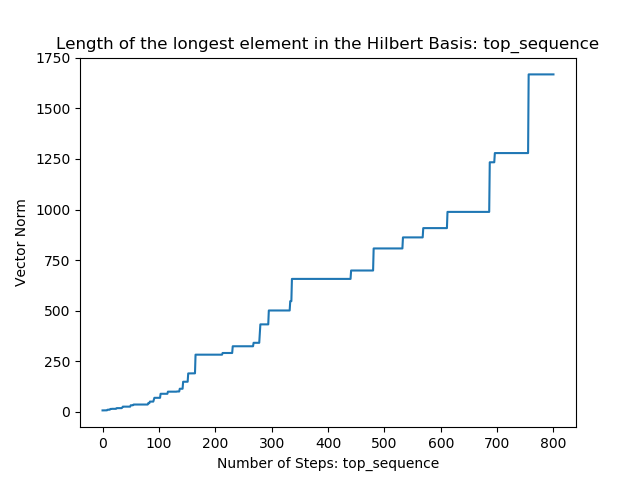 Length of the longest element in the Hilbert Basis: top_sequence
1750
1500
1250
1000
750
500
250
0
Vector Norm
0 100 200 300 400 500 600 700 800
Number of Steps: top_sequence